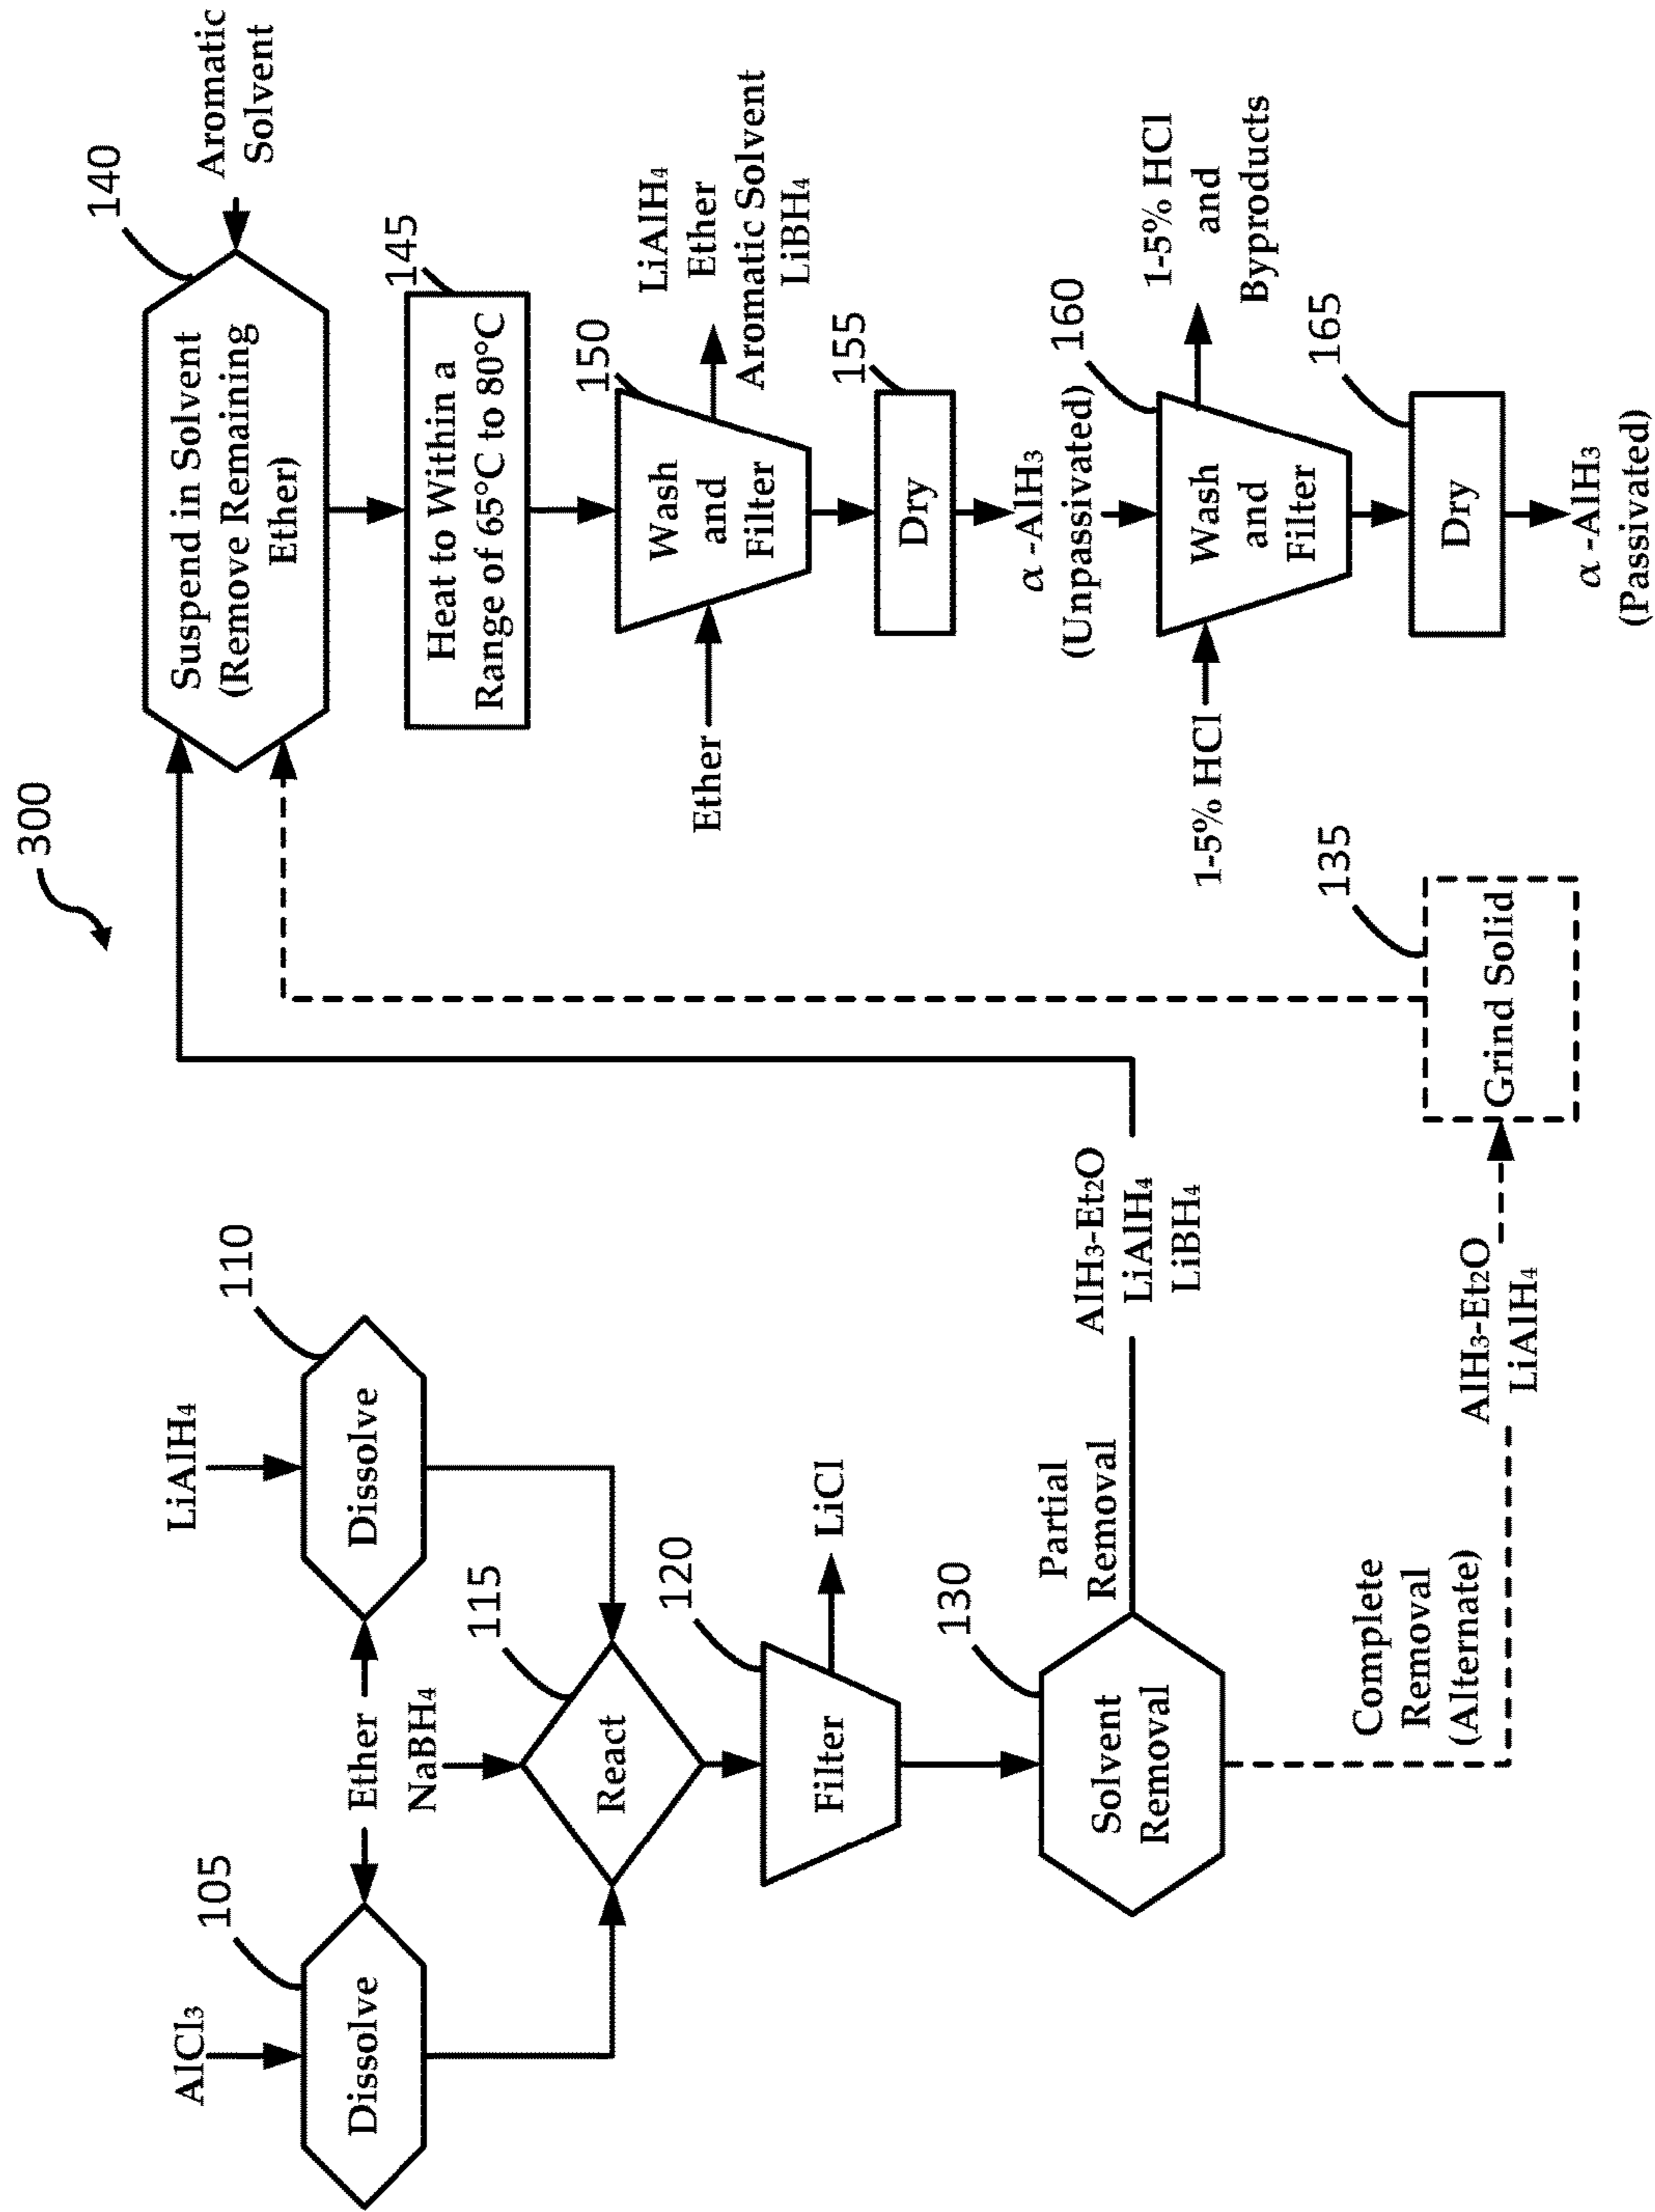 300
AlCl₃
105
Dissolve
Ether
LiAlH₄
110
Dissolve
NaBH₄
115
React
120
Filter
LiCl
130
Solvent
Removal
Partial
Removal
AlH₃-Et₂O
LiAlH₄
LiBH₄
Complete
Removal
(Alternate)
AlH₃-Et₂O
LiAlH₄
135
Grind Solid
140
Suspend in Solvent
(Remove Remaining
Ether)
Aromatic
Solvent
145
Heat to Within a
Range of 65°C to 80°C
150
Ether
Wash
and
Filter
LiAlH₄
Ether
Aromatic Solvent
LiBH₄
155
Dry
α -AlH₃
(Unpassivated)
160
1-5% HCl
Wash
and
Filter
1-5% HCl
and
Byproducts
165
Dry
α -AlH₃
(Passivated)